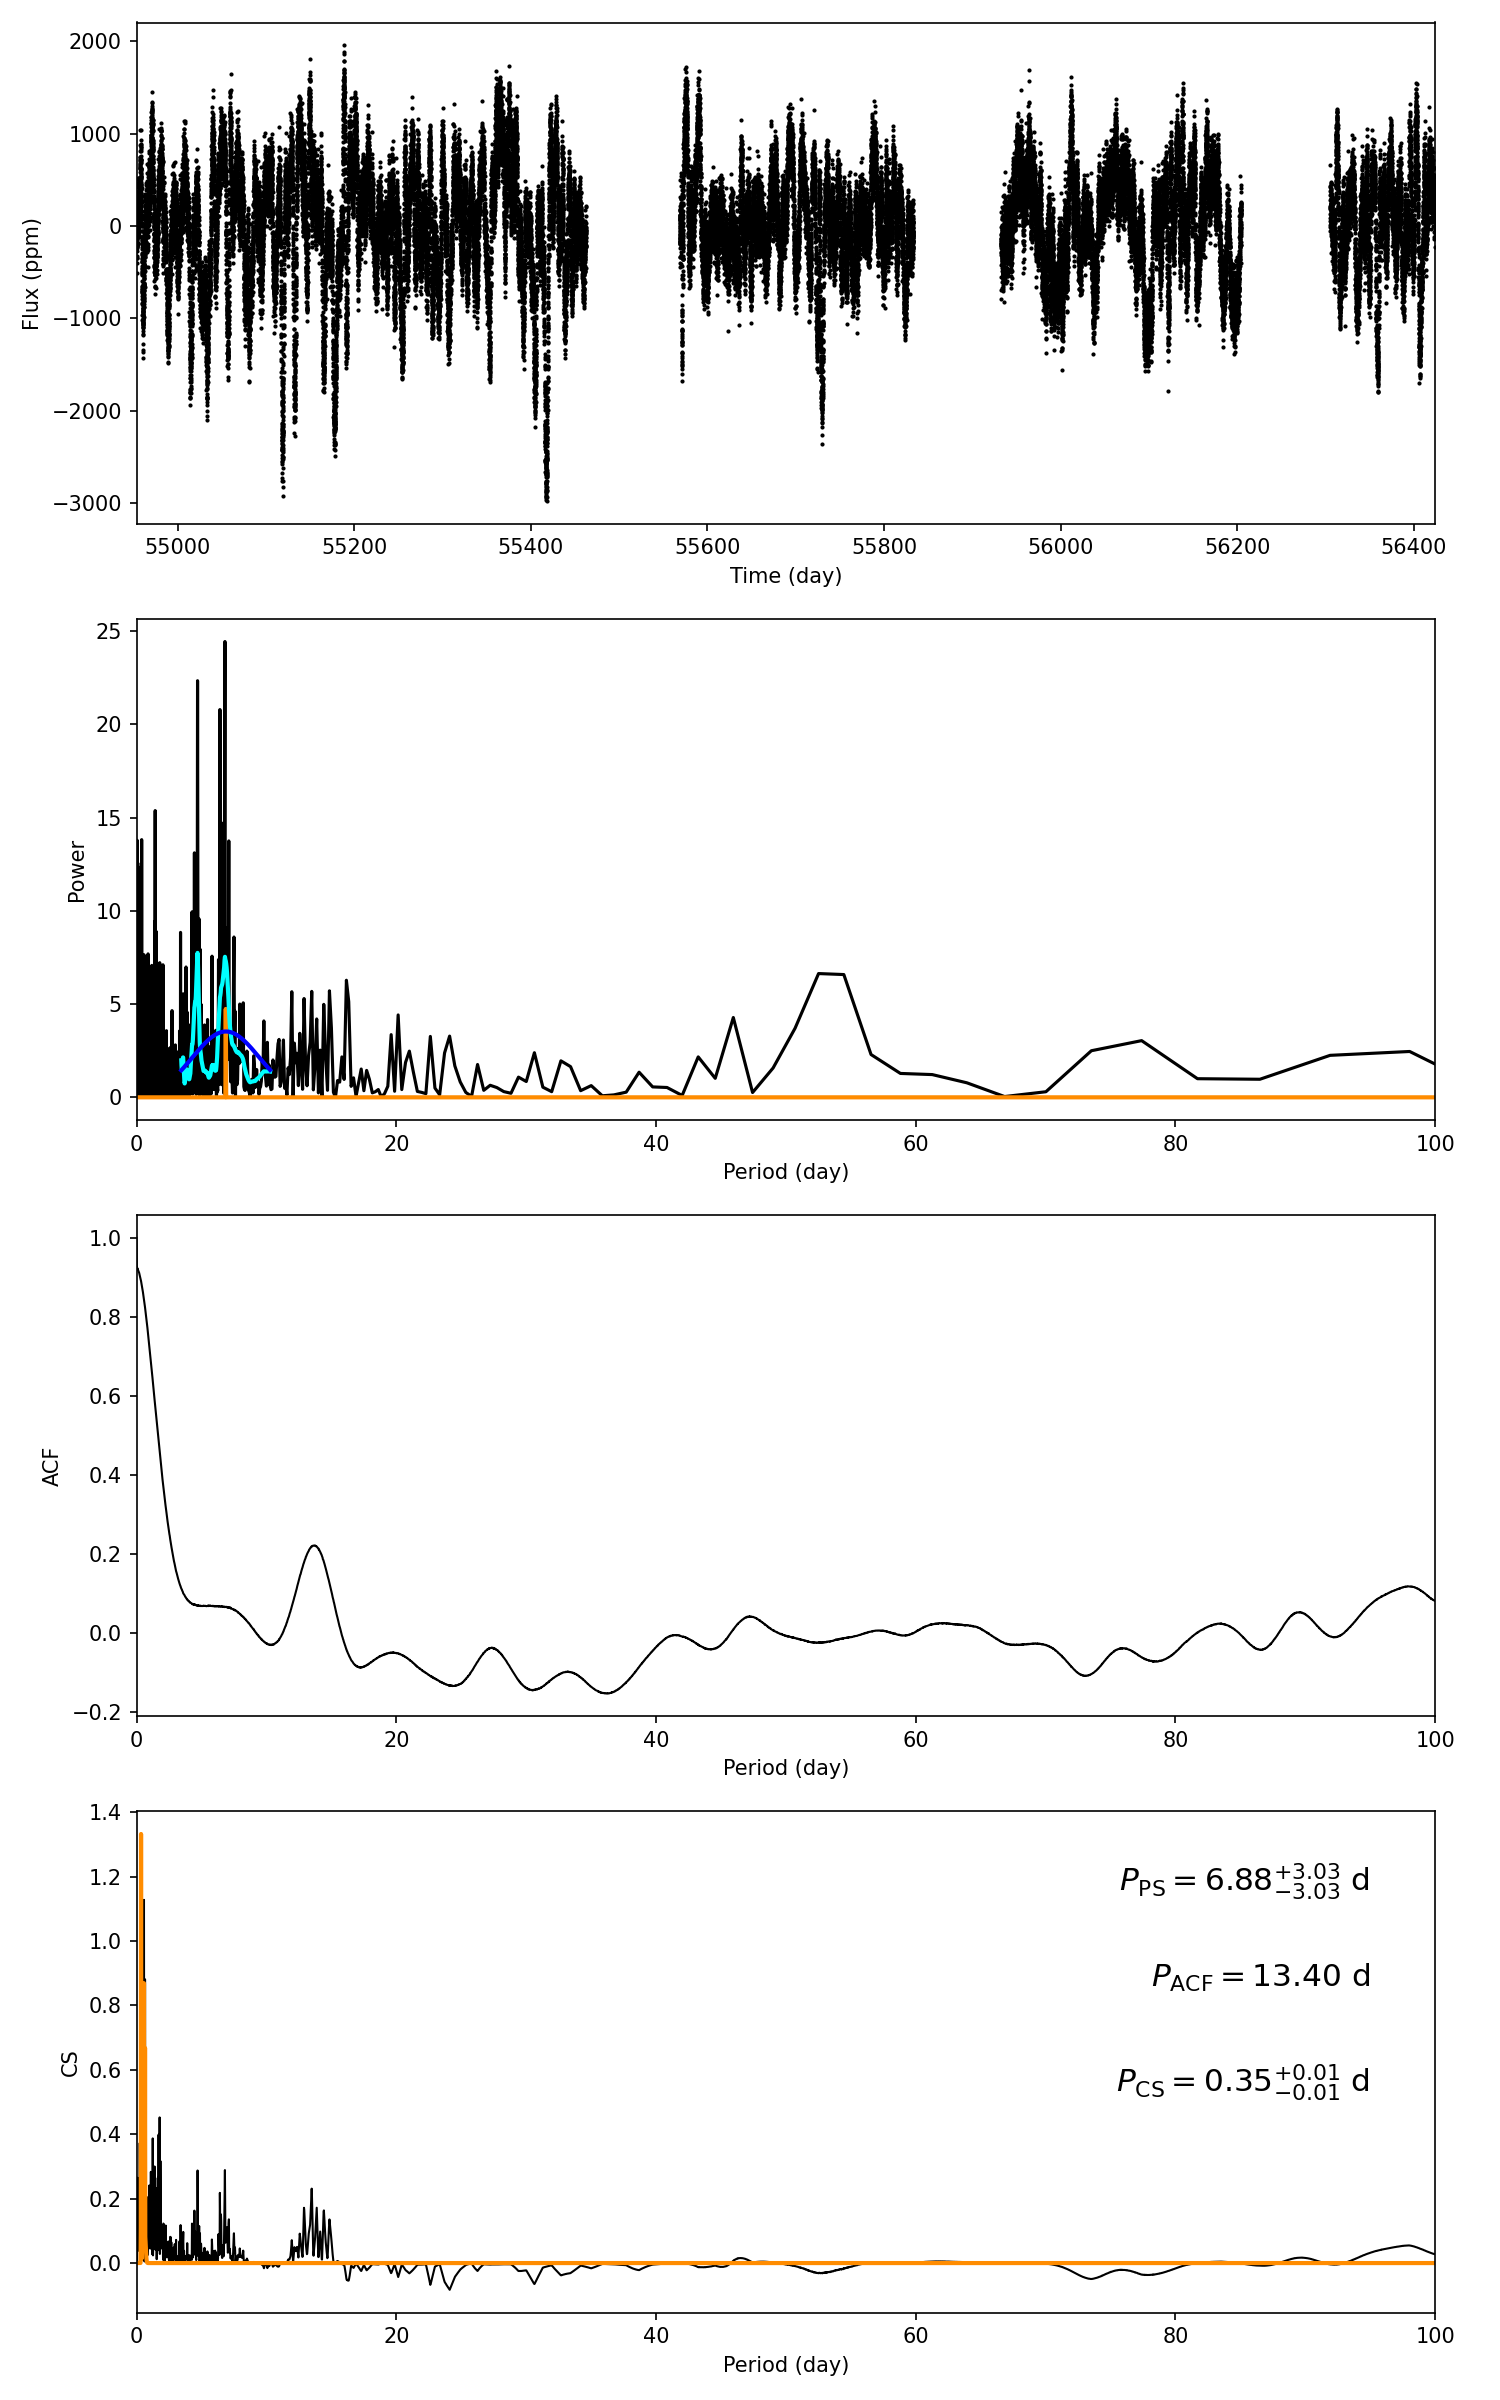 2000
1000
0
−1000
−2000
−3000
Flux (ppm)
55000 55200 55400 55600 55800 56000 56200 56400
Time (day)
25
20
15
10
5
0
Power
0 20 40 60 80 100
Period (day)
1.0
0.8
0.6
0.4
0.2
0.0
−0.2
ACF
0 20 40 60 80 100
Period (day)
1.4
1.2
1.0
0.8
0.6
0.4
0.2
0.0
CS
P_PS = 6.88^{+3.03}_{−3.03} d
P_ACF = 13.40 d
P_CS = 0.35^{+0.01}_{−0.01} d
0 20 40 60 80 100
Period (day)